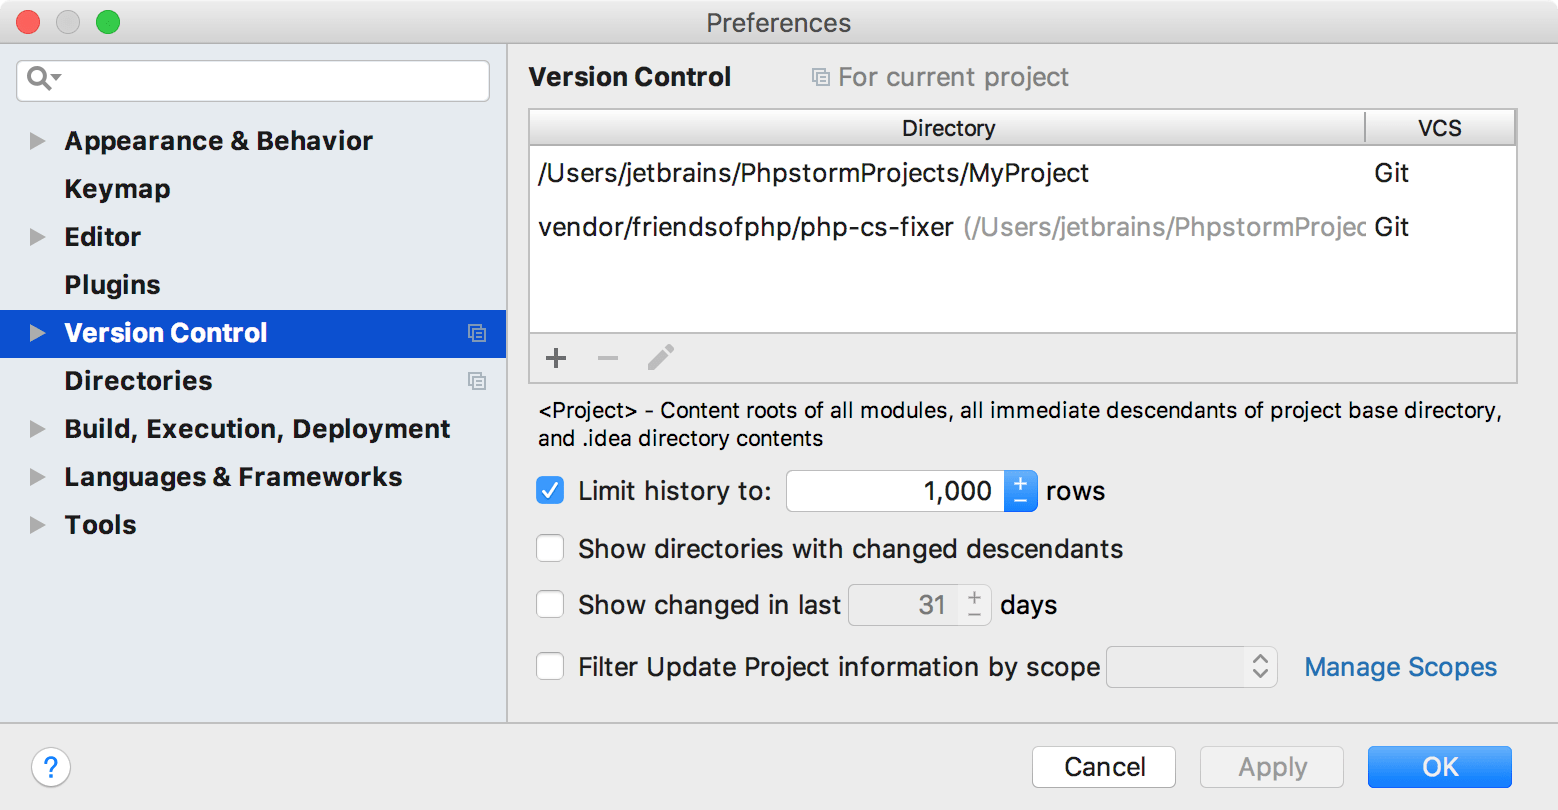 Preferences
Version Control
For current project
Appearance & Behavior
Keymap
Editor
Plugins
Version Control
Directories
Build, Execution, Deployment
Languages & Frameworks
Tools
Directory VCS
/Users/jetbrains/PhpstormProjects/MyProject Git
vendor/friendsofphp/php-cs-fixer (/Users/jetbrains/PhpstormProjec Git
<Project> - Content roots of all modules, all immediate descendants of project base directory,
and .idea directory contents
Limit history to: 1,000 rows
Show directories with changed descendants
Show changed in last 31 days
Filter Update Project information by scope Manage Scopes
? Cancel Apply OK